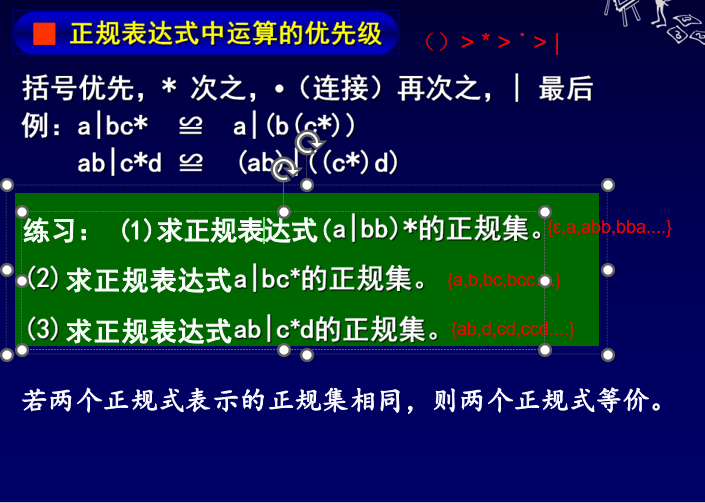 正规表达式中运算的优先级
（）> * > ˙ > |
括号优先，* 次之，•（连接）再次之，| 最后
例：a|bc* ≌ a|(b(c*))
ab|c*d ≌ (ab)|((c*)d)
练习： (1)求正规表达式(a|bb)*的正规集。{ε,a,abb,bba....}
(2)求正规表达式a|bc*的正规集。{a,b,bc,bcc....}
(3)求正规表达式ab|c*d的正规集。{ab,d,cd,ccd....}
若两个正规式表示的正规集相同，则两个正规式等价。